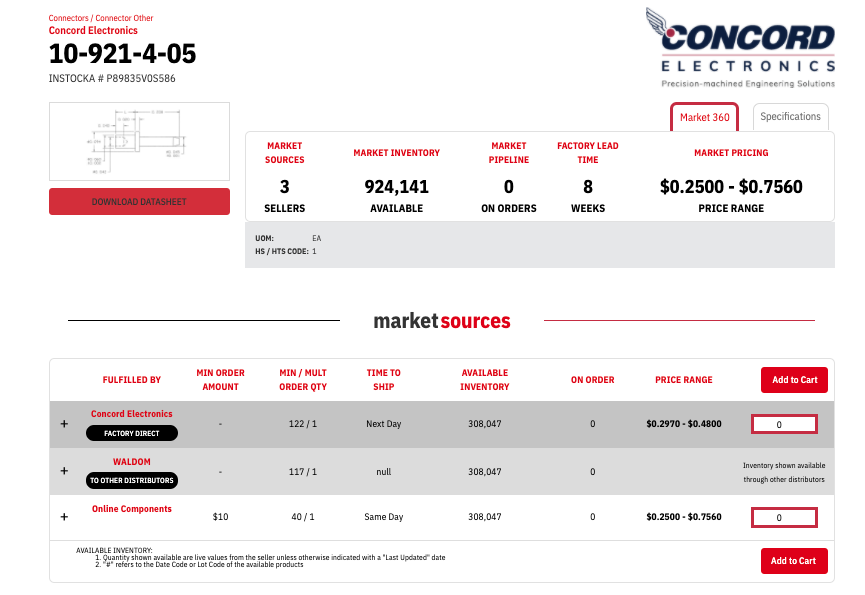 Connectors / Connector Other
Concord Electronics
10-921-4-05
INSTOCKA # P89835V0S586
CONCORD
ELECTRONICS
Precision-machined Engineering Solutions
DOWNLOAD DATASHEET
Market 360
Specifications
MARKET SOURCES
3
SELLERS
MARKET INVENTORY
924,141
AVAILABLE
MARKET PIPELINE
0
ON ORDERS
FACTORY LEAD TIME
8
WEEKS
MARKET PRICING
$0.2500 - $0.7560
PRICE RANGE
UOM: EA
HS / HTS CODE: 1
marketsources
FULFILLED BY MIN ORDER AMOUNT MIN / MULT ORDER QTY TIME TO SHIP AVAILABLE INVENTORY ON ORDER PRICE RANGE Add to Cart
+ Concord Electronics FACTORY DIRECT - 122 / 1 Next Day 308,047 0 $0.2970 - $0.4800 0
+ WALDOM TO OTHER DISTRIBUTORS - 117 / 1 null 308,047 0 Inventory shown available through other distributors
+ Online Components $10 40 / 1 Same Day 308,047 0 $0.2500 - $0.7560 0
AVAILABLE INVENTORY:
1. Quantity shown available are live values from the seller unless otherwise indicated with a "Last Updated" date
2. "#" refers to the Date Code or Lot Code of the available products
Add to Cart